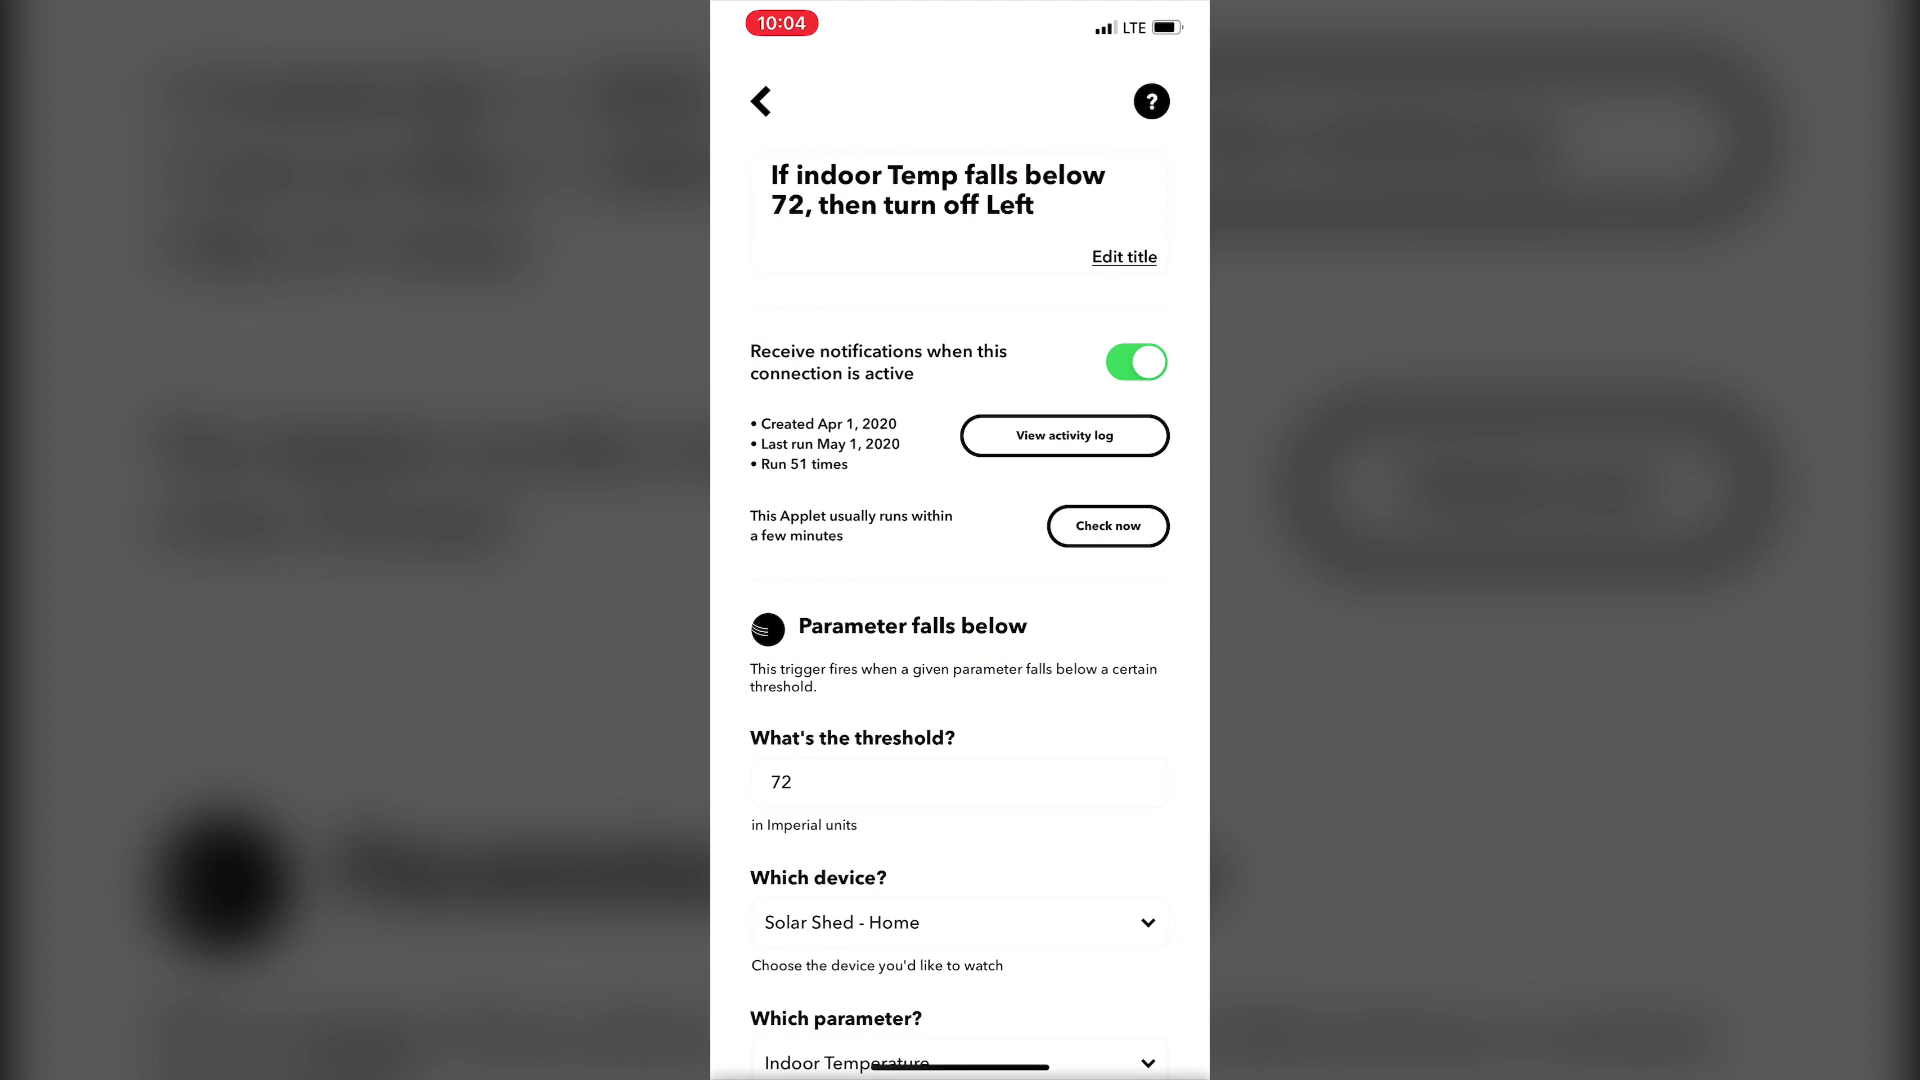 10:04
LTE
?
If indoor Temp falls below
72, then turn off Left
Edit title
Receive notifications when this
connection is active
• Created Apr 1, 2020
• Last run May 1, 2020
• Run 51 times
View activity log
This Applet usually runs within
a few minutes
Check now
Parameter falls below
This trigger fires when a given parameter falls below a certain
threshold.
What's the threshold?
72
in Imperial units
Which device?
Solar Shed - Home
Choose the device you'd like to watch
Which parameter?
Indoor Temperature